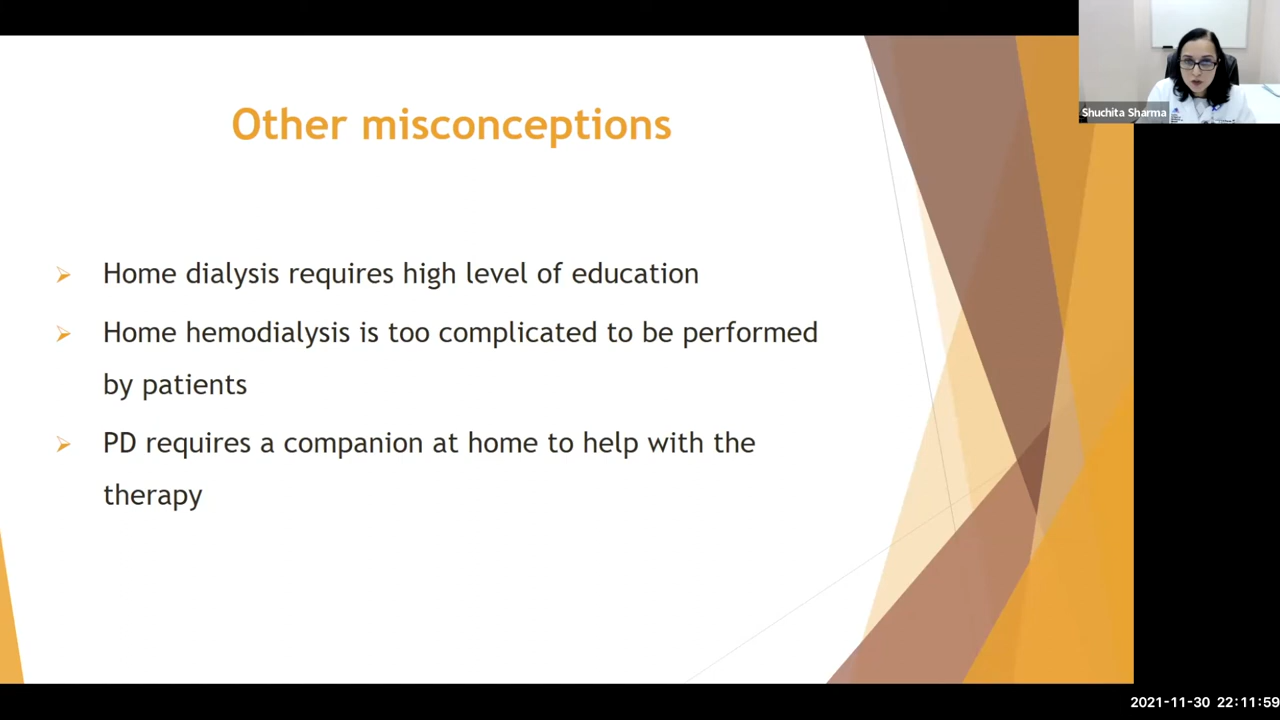 Other misconceptions
Home dialysis requires high level of education
Home hemodialysis is too complicated to be performed
by patients
PD requires a companion at home to help with the
therapy
Shuchita Sharma
2021-11-30 22:11:59